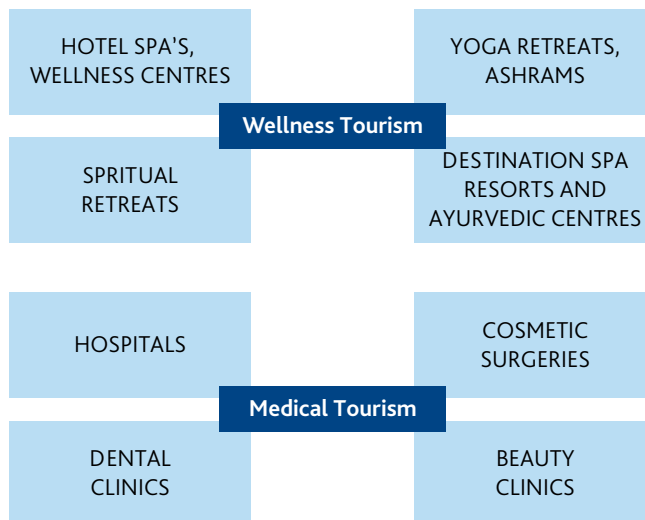 HOTEL SPA’S,
WELLNESS CENTRES
YOGA RETREATS,
ASHRAMS
Wellness Tourism
SPRITUAL
RETREATS
DESTINATION SPA
RESORTS AND
AYURVEDIC CENTRES
HOSPITALS
COSMETIC
SURGERIES
Medical Tourism
DENTAL
CLINICS
BEAUTY
CLINICS